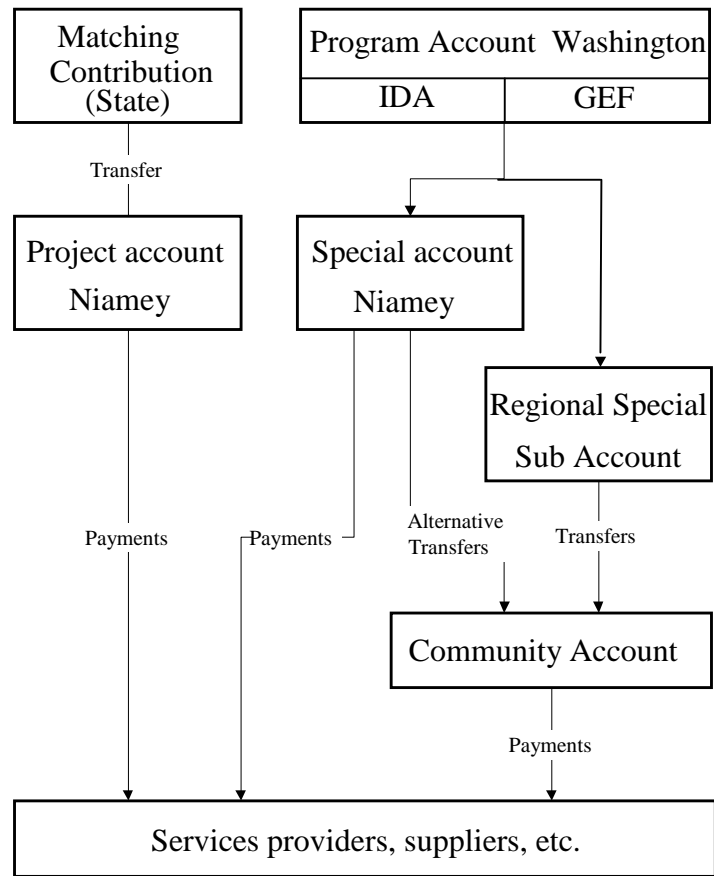 Matching
Contribution
(State)
Program Account Washington
IDA
GEF
Transfer
Project account
Niamey
Special account
Niamey
Regional Special
Sub Account
Payments
Payments
Alternative
Transfers
Transfers
Community Account
Payments
Services providers, suppliers, etc.